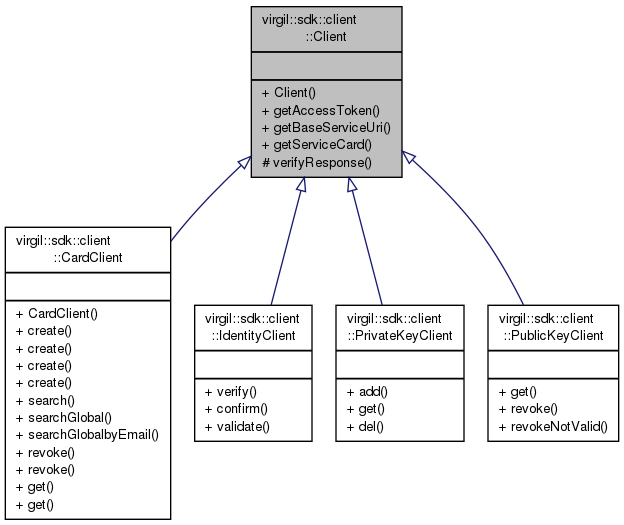 virgil::sdk::client
::Client
+ Client()
+ getAccessToken()
+ getBaseServiceUri()
+ getServiceCard()
# verifyResponse()
virgil::sdk::client
::CardClient
+ CardClient()
+ create()
+ create()
+ create()
+ create()
+ search()
+ searchGlobal()
+ searchGlobalbyEmail()
+ revoke()
+ revoke()
+ get()
+ get()
virgil::sdk::client
::IdentityClient
+ verify()
+ confirm()
+ validate()
virgil::sdk::client
::PrivateKeyClient
+ add()
+ get()
+ del()
virgil::sdk::client
::PublicKeyClient
+ get()
+ revoke()
+ revokeNotValid()